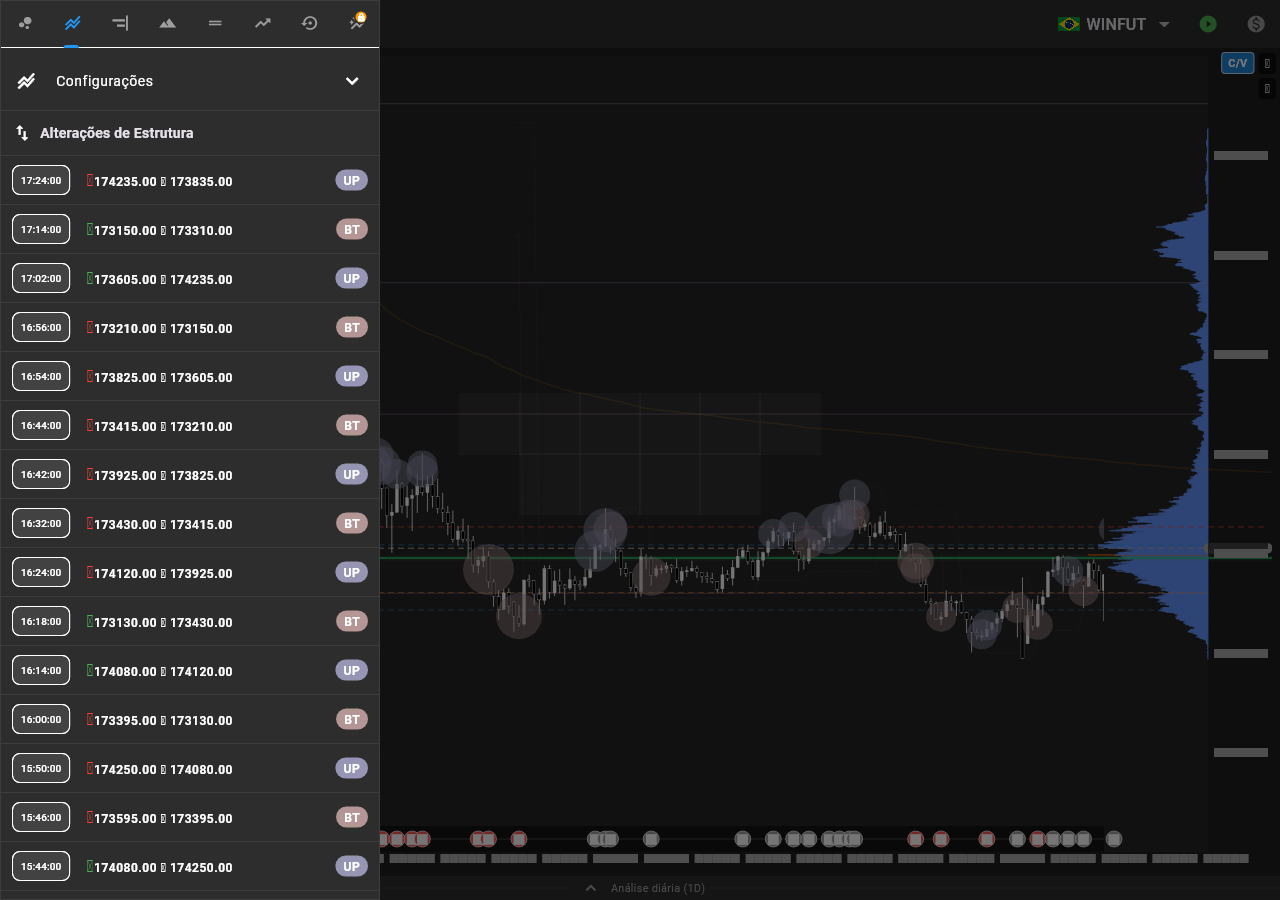 WINFUT
C/V
Configurações
Alterações de Estrutura
17:24:00 174235.00 173835.00 UP
17:14:00 173150.00 173310.00 BT
17:02:00 173605.00 174235.00 UP
16:56:00 173210.00 173150.00 BT
16:54:00 173825.00 173605.00 UP
16:44:00 173415.00 173210.00 BT
16:42:00 173925.00 173825.00 UP
16:32:00 173430.00 173415.00 BT
16:24:00 174120.00 173925.00 UP
16:18:00 173130.00 173430.00 BT
16:14:00 174080.00 174120.00 UP
16:00:00 173395.00 173130.00 BT
15:50:00 174250.00 174080.00 UP
15:46:00 173595.00 173395.00 BT
15:44:00 174080.00 174250.00 UP
Análise diária (1D)